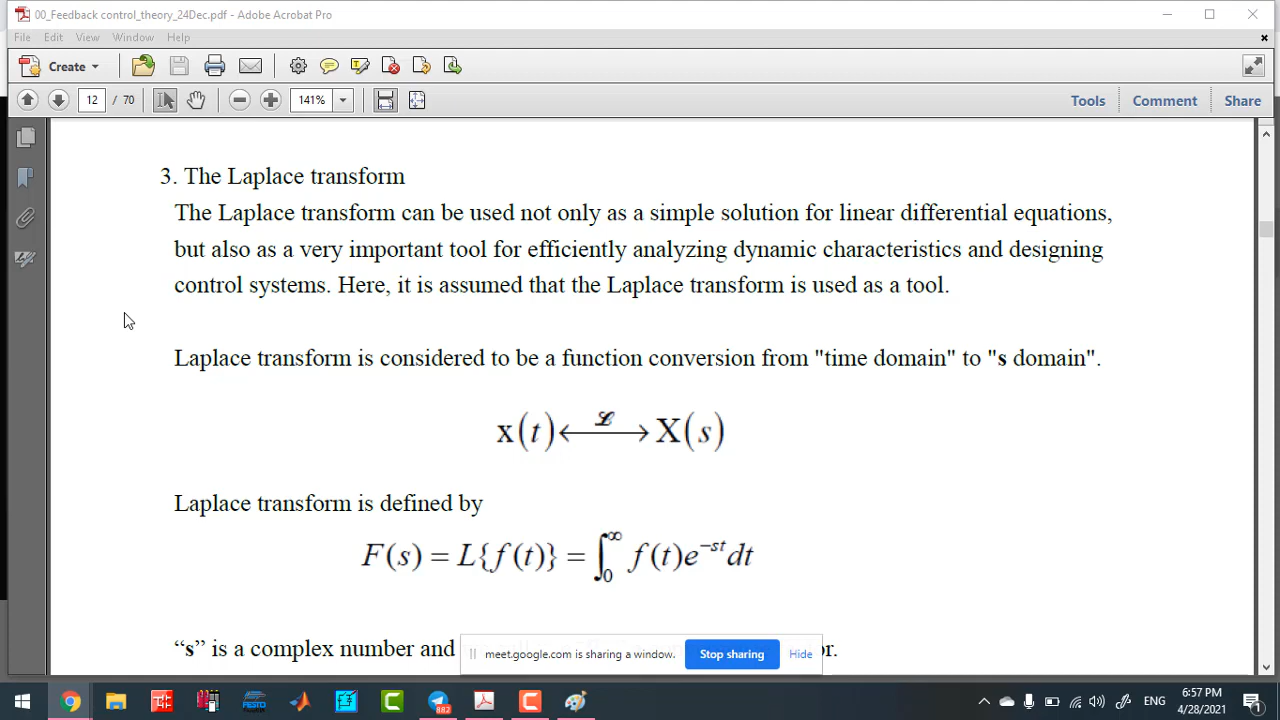 00_Feedback control_theory_24Dec.pdf - Adobe Acrobat Pro
File Edit View Window Help
Create
12 / 70 141% Tools Comment Share
3. The Laplace transform
The Laplace transform can be used not only as a simple solution for linear differential equations,
but also as a very important tool for efficiently analyzing dynamic characteristics and designing
control systems. Here, it is assumed that the Laplace transform is used as a tool.
Laplace transform is considered to be a function conversion from "time domain" to "s domain".
x(t) ⟷ℒ X(s)
Laplace transform is defined by
F(s) = L{f(t)} = ∫₀^∞ f(t)e^{-st}dt
“s” is a complex number and
meet.google.com is sharing a window. Stop sharing Hide
882 ENG 6:57 PM
4/28/2021 1